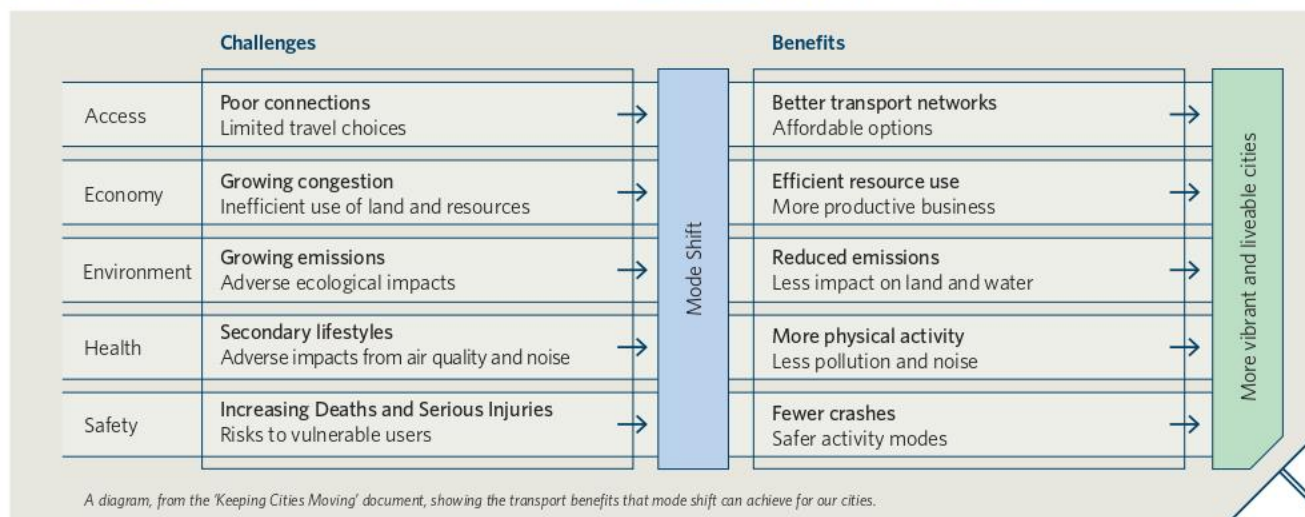 Challenges
Benefits
Access
Poor connections
Limited travel choices
Better transport networks
Affordable options
Economy
Growing congestion
Inefficient use of land and resources
Efficient resource use
More productive business
Environment
Growing emissions
Adverse ecological impacts
Reduced emissions
Less impact on land and water
Health
Secondary lifestyles
Adverse impacts from air quality and noise
More physical activity
Less pollution and noise
Safety
Increasing Deaths and Serious Injuries
Risks to vulnerable users
Fewer crashes
Safer activity modes
Mode Shift
More vibrant and liveable cities
A diagram, from the 'Keeping Cities Moving' document, showing the transport benefits that mode shift can achieve for our cities.